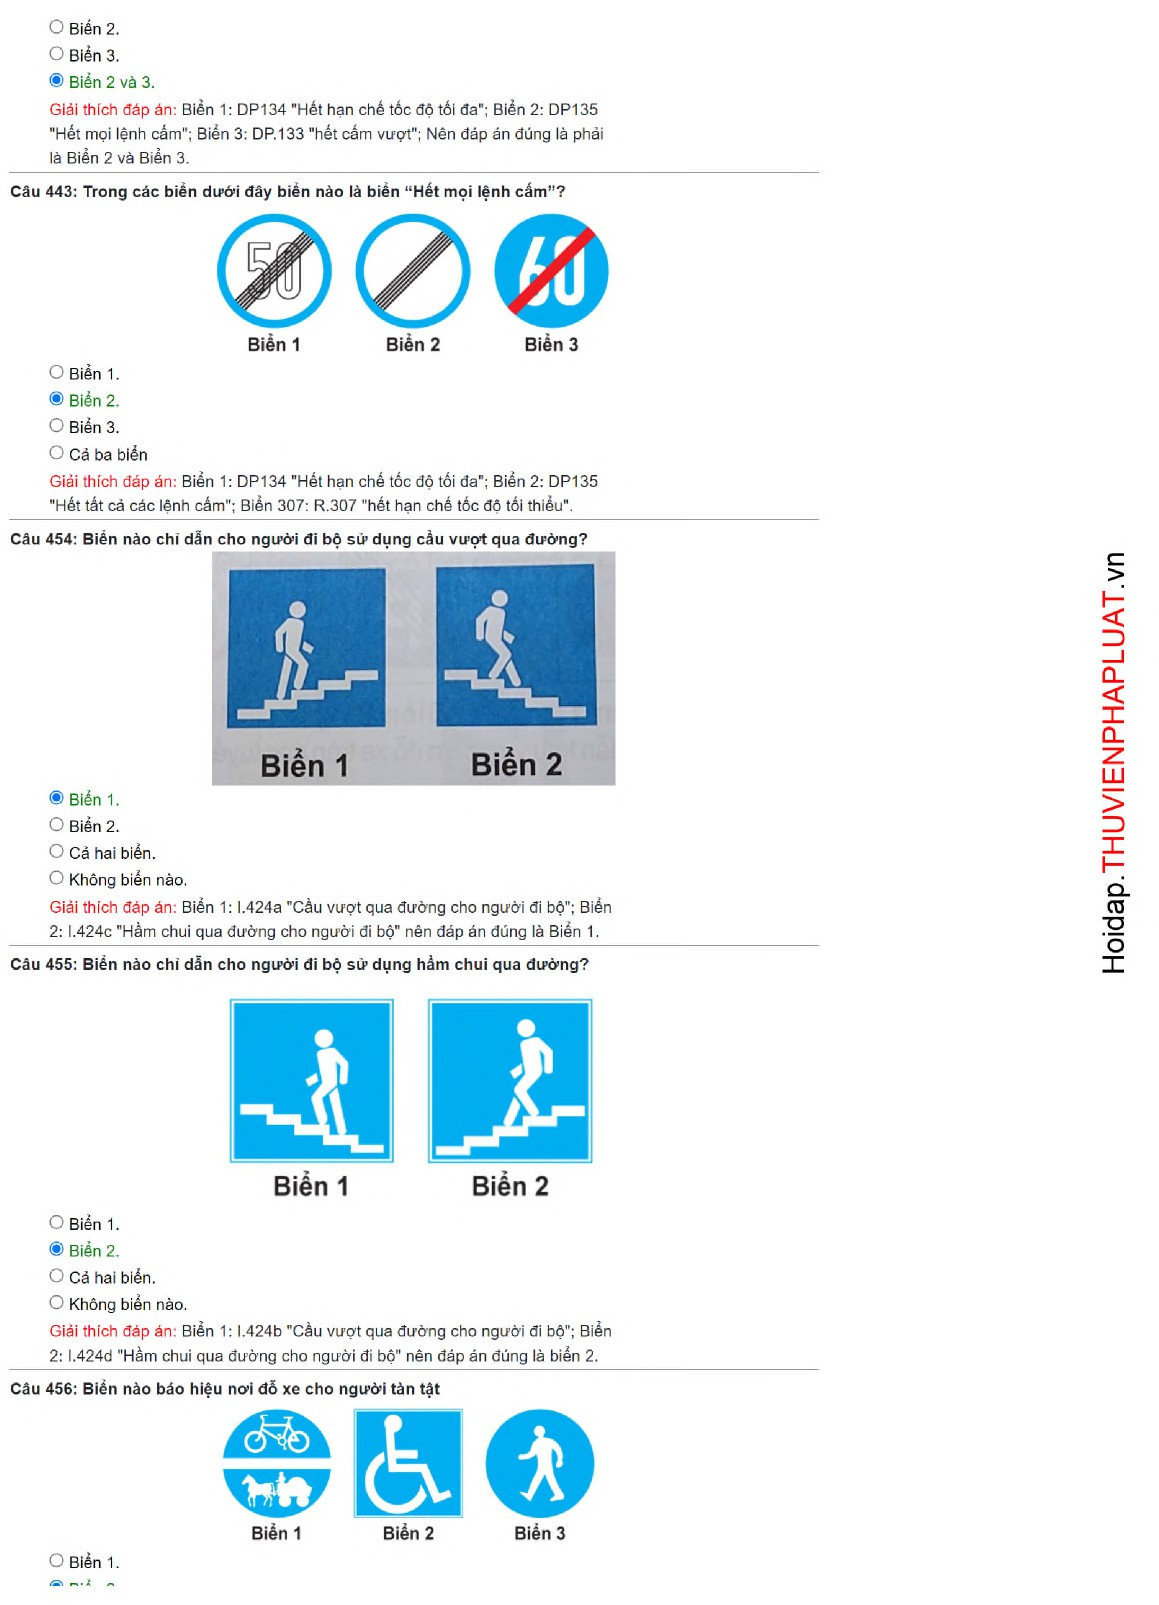 Biển 2.
Biển 3.
Biển 2 và 3.
Giải thích đáp án: Biển 1: DP134 "Hết hạn chế tốc độ tối đa"; Biển 2: DP135
"Hết mọi lệnh cấm"; Biển 3: DP.133 "hết cấm vượt"; Nên đáp án đúng là phải
là Biển 2 và Biển 3.
Câu 443: Trong các biển dưới đây biển nào là biển “Hết mọi lệnh cấm”?
50
60
Biển 1 Biển 2 Biển 3
Biển 1.
Biển 2.
Biển 3.
Cả ba biển
Giải thích đáp án: Biển 1: DP134 "Hết hạn chế tốc độ tối đa"; Biển 2: DP135
"Hết tất cả các lệnh cấm"; Biển 307: R.307 "hết hạn chế tốc độ tối thiểu".
Câu 454: Biển nào chỉ dẫn cho người đi bộ sử dụng cầu vượt qua đường?
Biển 1 Biển 2
Biển 1.
Biển 2.
Cả hai biển.
Không biển nào.
Giải thích đáp án: Biển 1: I.424a "Cầu vượt qua đường cho người đi bộ"; Biển
2: I.424c "Hầm chui qua đường cho người đi bộ" nên đáp án đúng là Biển 1.
Câu 455: Biển nào chỉ dẫn cho người đi bộ sử dụng hầm chui qua đường?
Biển 1 Biển 2
Biển 1.
Biển 2.
Cả hai biển.
Không biển nào.
Giải thích đáp án: Biển 1: I.424b "Cầu vượt qua đường cho người đi bộ"; Biển
2: I.424d "Hầm chui qua đường cho người đi bộ" nên đáp án đúng là biển 2.
Câu 456: Biển nào báo hiệu nơi đỗ xe cho người tàn tật
Biển 1 Biển 2 Biển 3
Biển 1.
Hoidap.THUVIENPHAPLUAT.vn